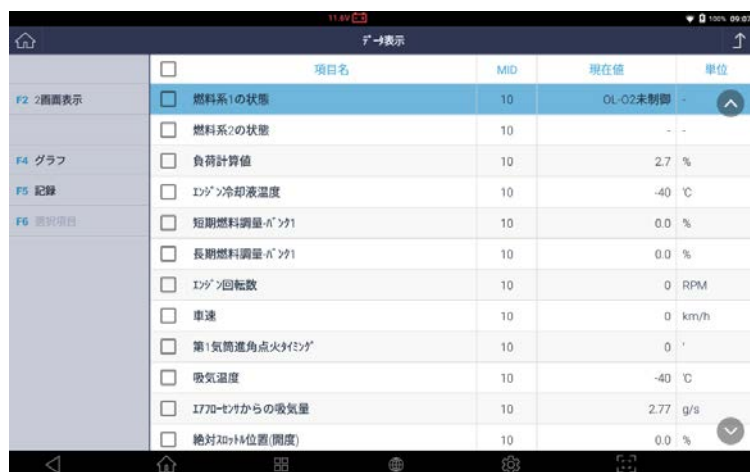 11.8V
100% 09:07
データ表示
項目名 MID 現在値 単位
F2 2画面表示
F4 グラフ
F5 記録
F6 選択項目
燃料系1の状態 10 OL-O2未制御 -
燃料系2の状態 10 - -
負荷計算値 10 2.7 %
エンジン冷却液温度 10 -40 ℃
短期燃料調量-バンク1 10 0.0 %
長期燃料調量-バンク1 10 0.0 %
エンジン回転数 10 0 RPM
車速 10 0 km/h
第1気筒進角点火タイミング 10 0 °
吸気温度 10 -40 ℃
エアフローセンサからの吸気量 10 2.77 g/s
絶対スロットル位置(開度) 10 0.0 %